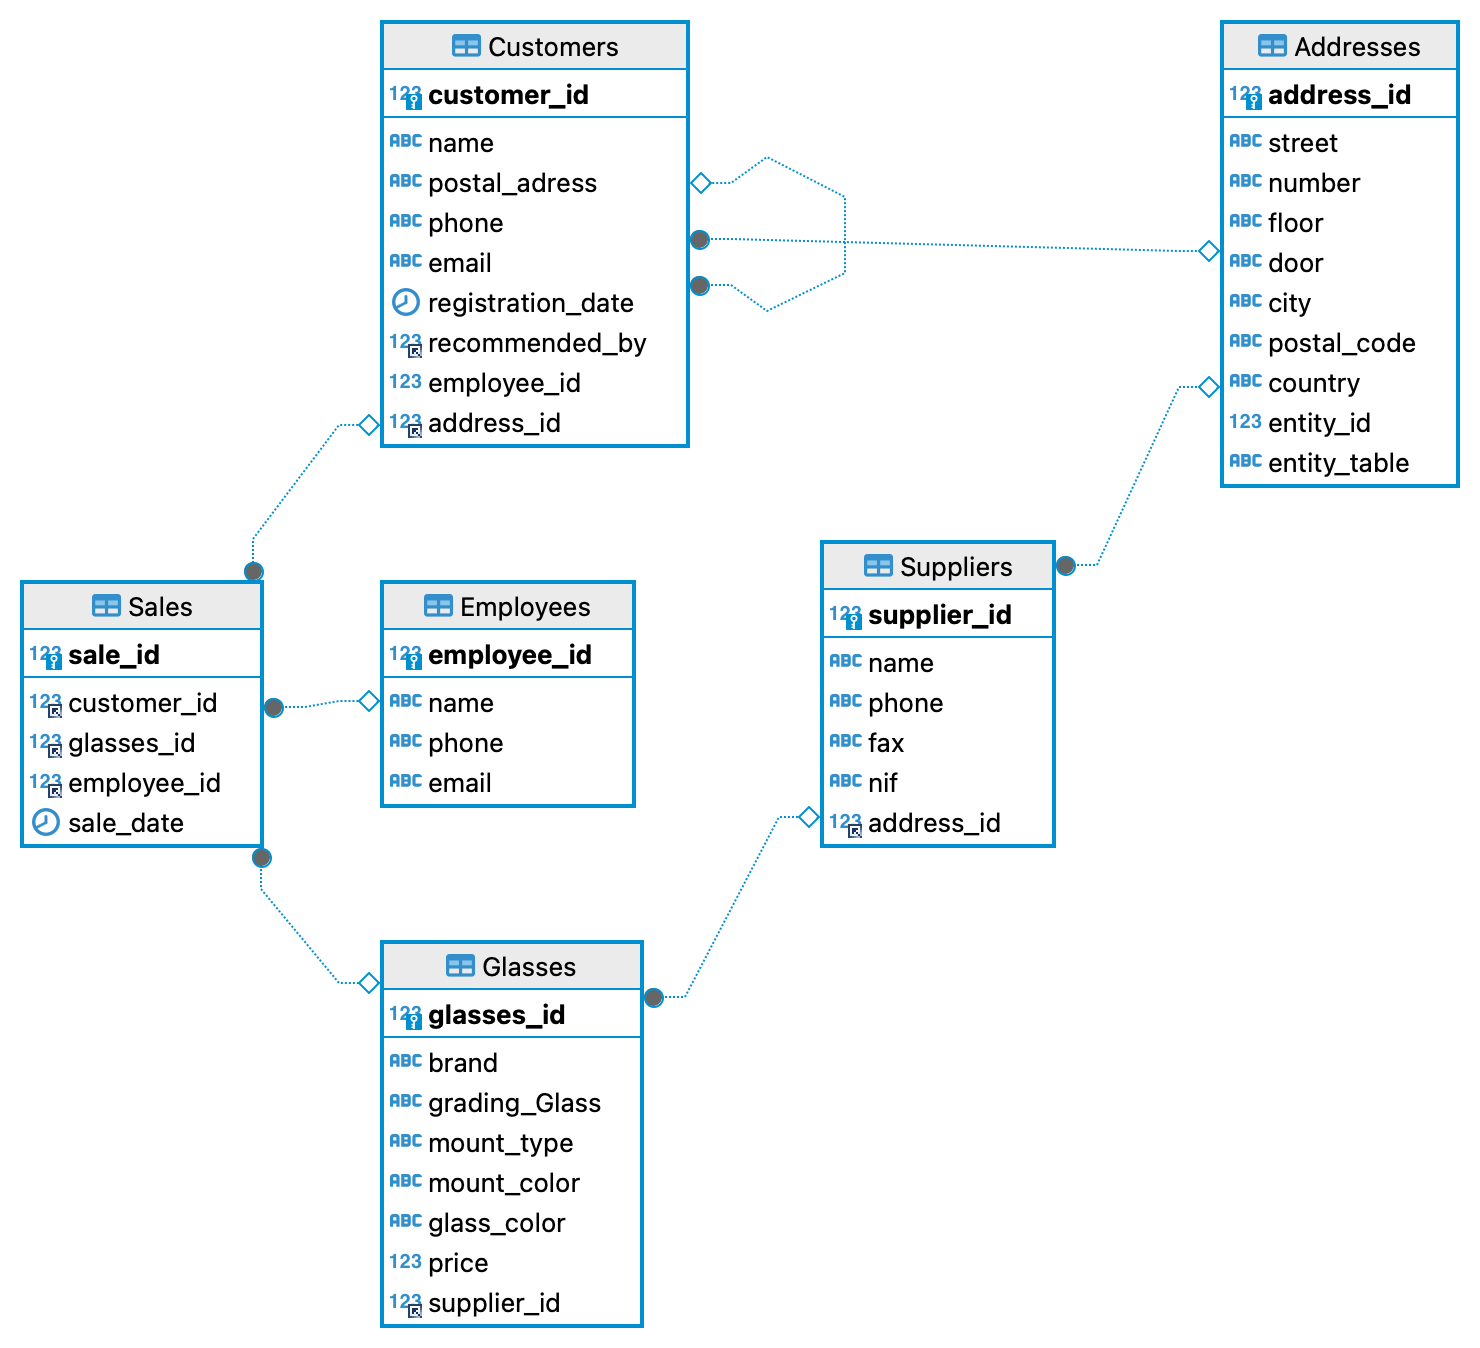 Customers
123 customer_id
ABC name
ABC postal_adress
ABC phone
ABC email
registration_date
123 recommended_by
123 employee_id
123 address_id
Addresses
123 address_id
ABC street
ABC number
ABC floor
ABC door
ABC city
ABC postal_code
ABC country
123 entity_id
ABC entity_table
Sales
123 sale_id
123 customer_id
123 glasses_id
123 employee_id
sale_date
Employees
123 employee_id
ABC name
ABC phone
ABC email
Suppliers
123 supplier_id
ABC name
ABC phone
ABC fax
ABC nif
123 address_id
Glasses
123 glasses_id
ABC brand
ABC grading_Glass
ABC mount_type
ABC mount_color
ABC glass_color
123 price
123 supplier_id